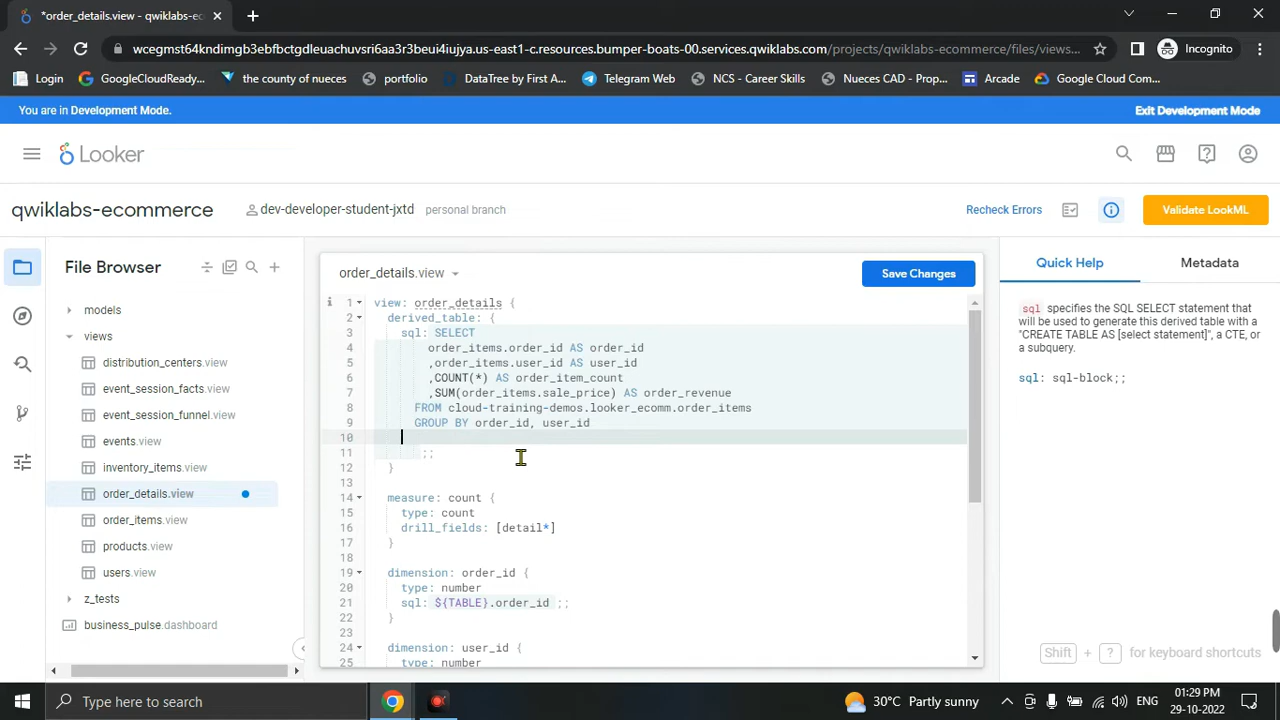 *order_details.view - qwiklabs-ec
wcegmst64kndimgb3ebfbctgdleuachuvsri6aa3r3beui4iujya.us-east1-c.resources.bumper-boats-00.services.qwiklabs.com/projects/qwiklabs-ecommerce/files/views...
Incognito
Login
GoogleCloudReady...
the county of nueces
portfolio
DataTree by First A...
Telegram Web
NCS - Career Skills
Nueces CAD - Prop...
Arcade
Google Cloud Com...
You are in Development Mode.
Exit Development Mode
Looker
qwiklabs-ecommerce
dev-developer-student-jxtd personal branch
Recheck Errors
Validate LookML
File Browser
models
views
distribution_centers.view
event_session_facts.view
event_session_funnel.view
events.view
inventory_items.view
order_details.view
order_items.view
products.view
users.view
z_tests
business_pulse.dashboard
order_details.view
Save Changes
1 view: order_details {
2 derived_table: {
3 sql: SELECT
4 order_items.order_id AS order_id
5 ,order_items.user_id AS user_id
6 ,COUNT(*) AS order_item_count
7 ,SUM(order_items.sale_price) AS order_revenue
8 FROM cloud-training-demos.looker_ecomm.order_items
9 GROUP BY order_id, user_id
10
11 ;;
12 }
13
14 measure: count {
15 type: count
16 drill_fields: [detail*]
17 }
18
19 dimension: order_id {
20 type: number
21 sql: ${TABLE}.order_id ;;
22 }
23
24 dimension: user_id {
25 type: number
Quick Help
Metadata
sql specifies the SQL SELECT statement that
will be used to generate this derived table with a
"CREATE TABLE AS [select statement]", a CTE, or
a subquery.
sql: sql-block;;
Shift + ? for keyboard shortcuts
Type here to search
30°C Partly sunny
ENG
01:29 PM
29-10-2022